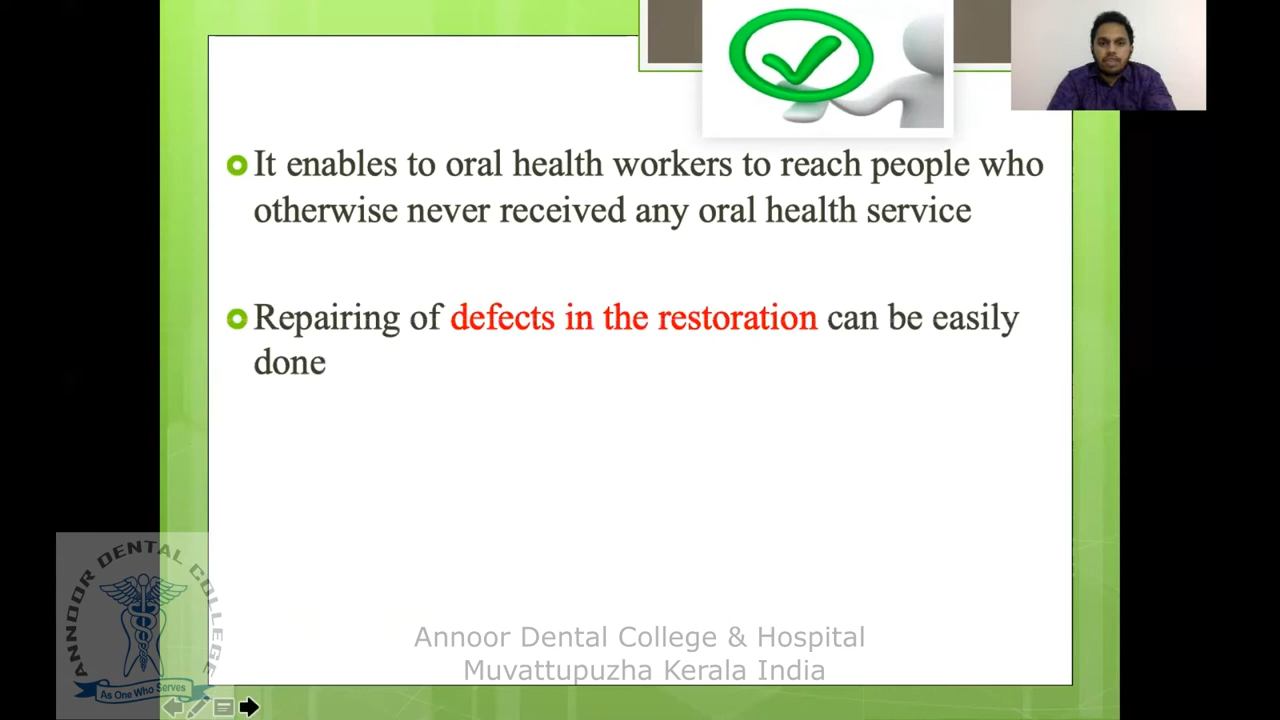 It enables to oral health workers to reach people who
otherwise never received any oral health service
Repairing of defects in the restoration can be easily
done
ANNOOR DENTAL COLLEGE
As One Who Serves
Annoor Dental College & Hospital
Muvattupuzha Kerala India